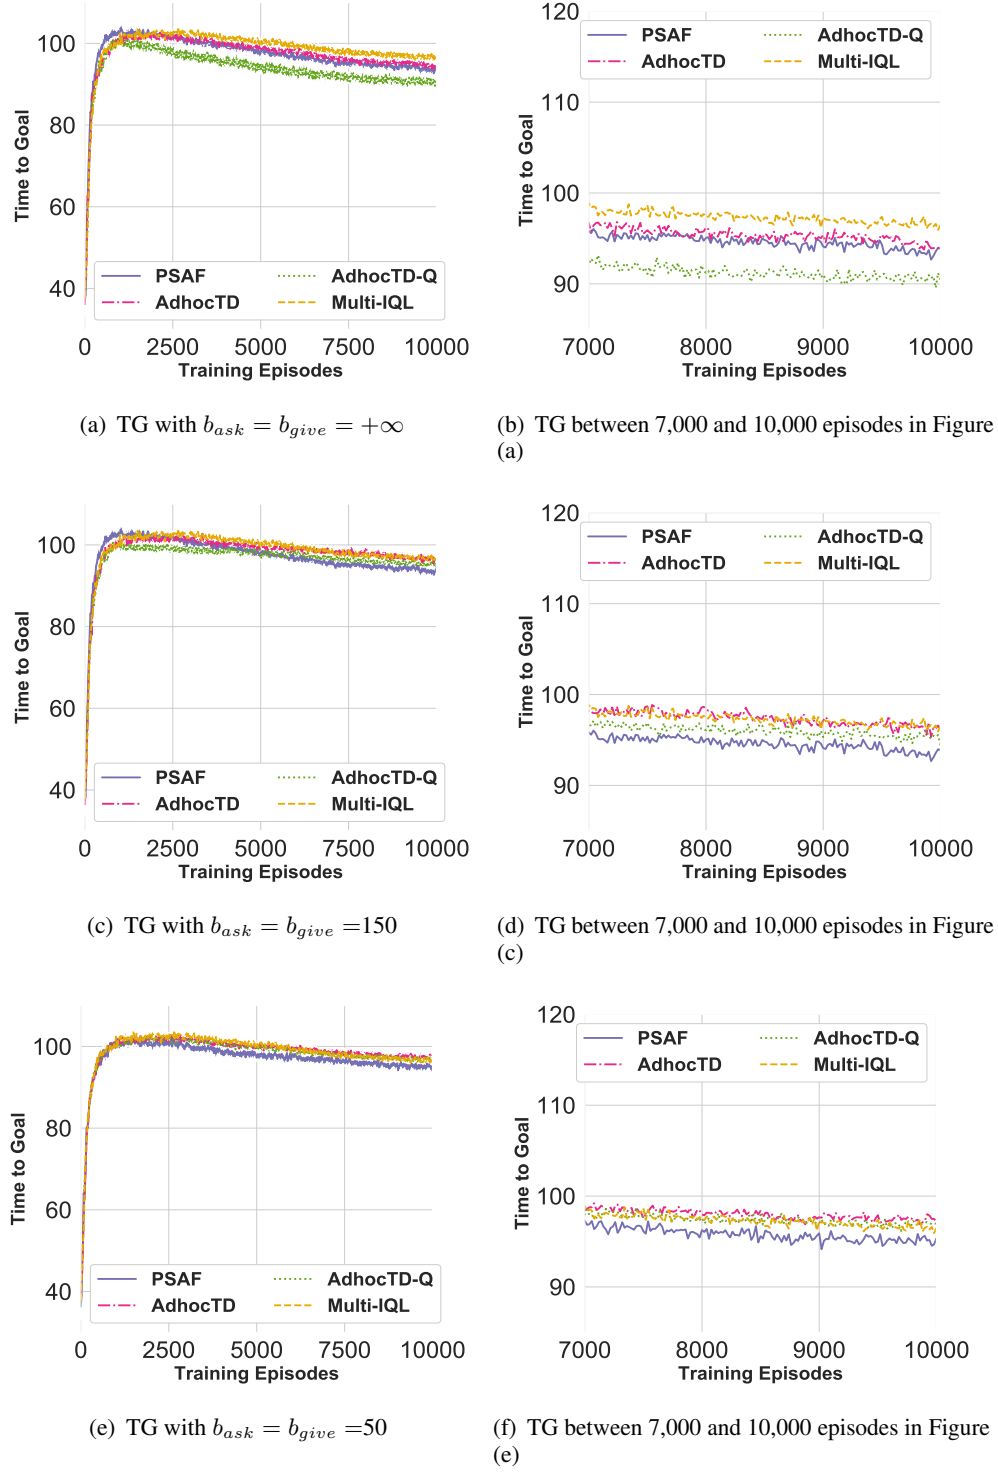 100
80
60
40
Time to Goal
PSAF
AdhocTD
AdhocTD-Q
Multi-IQL
0 2500 5000 7500 10000
Training Episodes
(a) TG with b_ask = b_give = +∞
120
110
100
90
Time to Goal
PSAF
AdhocTD
AdhocTD-Q
Multi-IQL
7000 8000 9000 10000
Training Episodes
(b) TG between 7,000 and 10,000 episodes in Figure
(a)
100
80
60
40
Time to Goal
PSAF
AdhocTD
AdhocTD-Q
Multi-IQL
0 2500 5000 7500 10000
Training Episodes
(c) TG with b_ask = b_give =150
120
110
100
90
Time to Goal
PSAF
AdhocTD
AdhocTD-Q
Multi-IQL
7000 8000 9000 10000
Training Episodes
(d) TG between 7,000 and 10,000 episodes in Figure
(c)
100
80
60
40
Time to Goal
PSAF
AdhocTD
AdhocTD-Q
Multi-IQL
0 2500 5000 7500 10000
Training Episodes
(e) TG with b_ask = b_give =50
120
110
100
90
Time to Goal
PSAF
AdhocTD
AdhocTD-Q
Multi-IQL
7000 8000 9000 10000
Training Episodes
(f) TG between 7,000 and 10,000 episodes in Figure
(e)